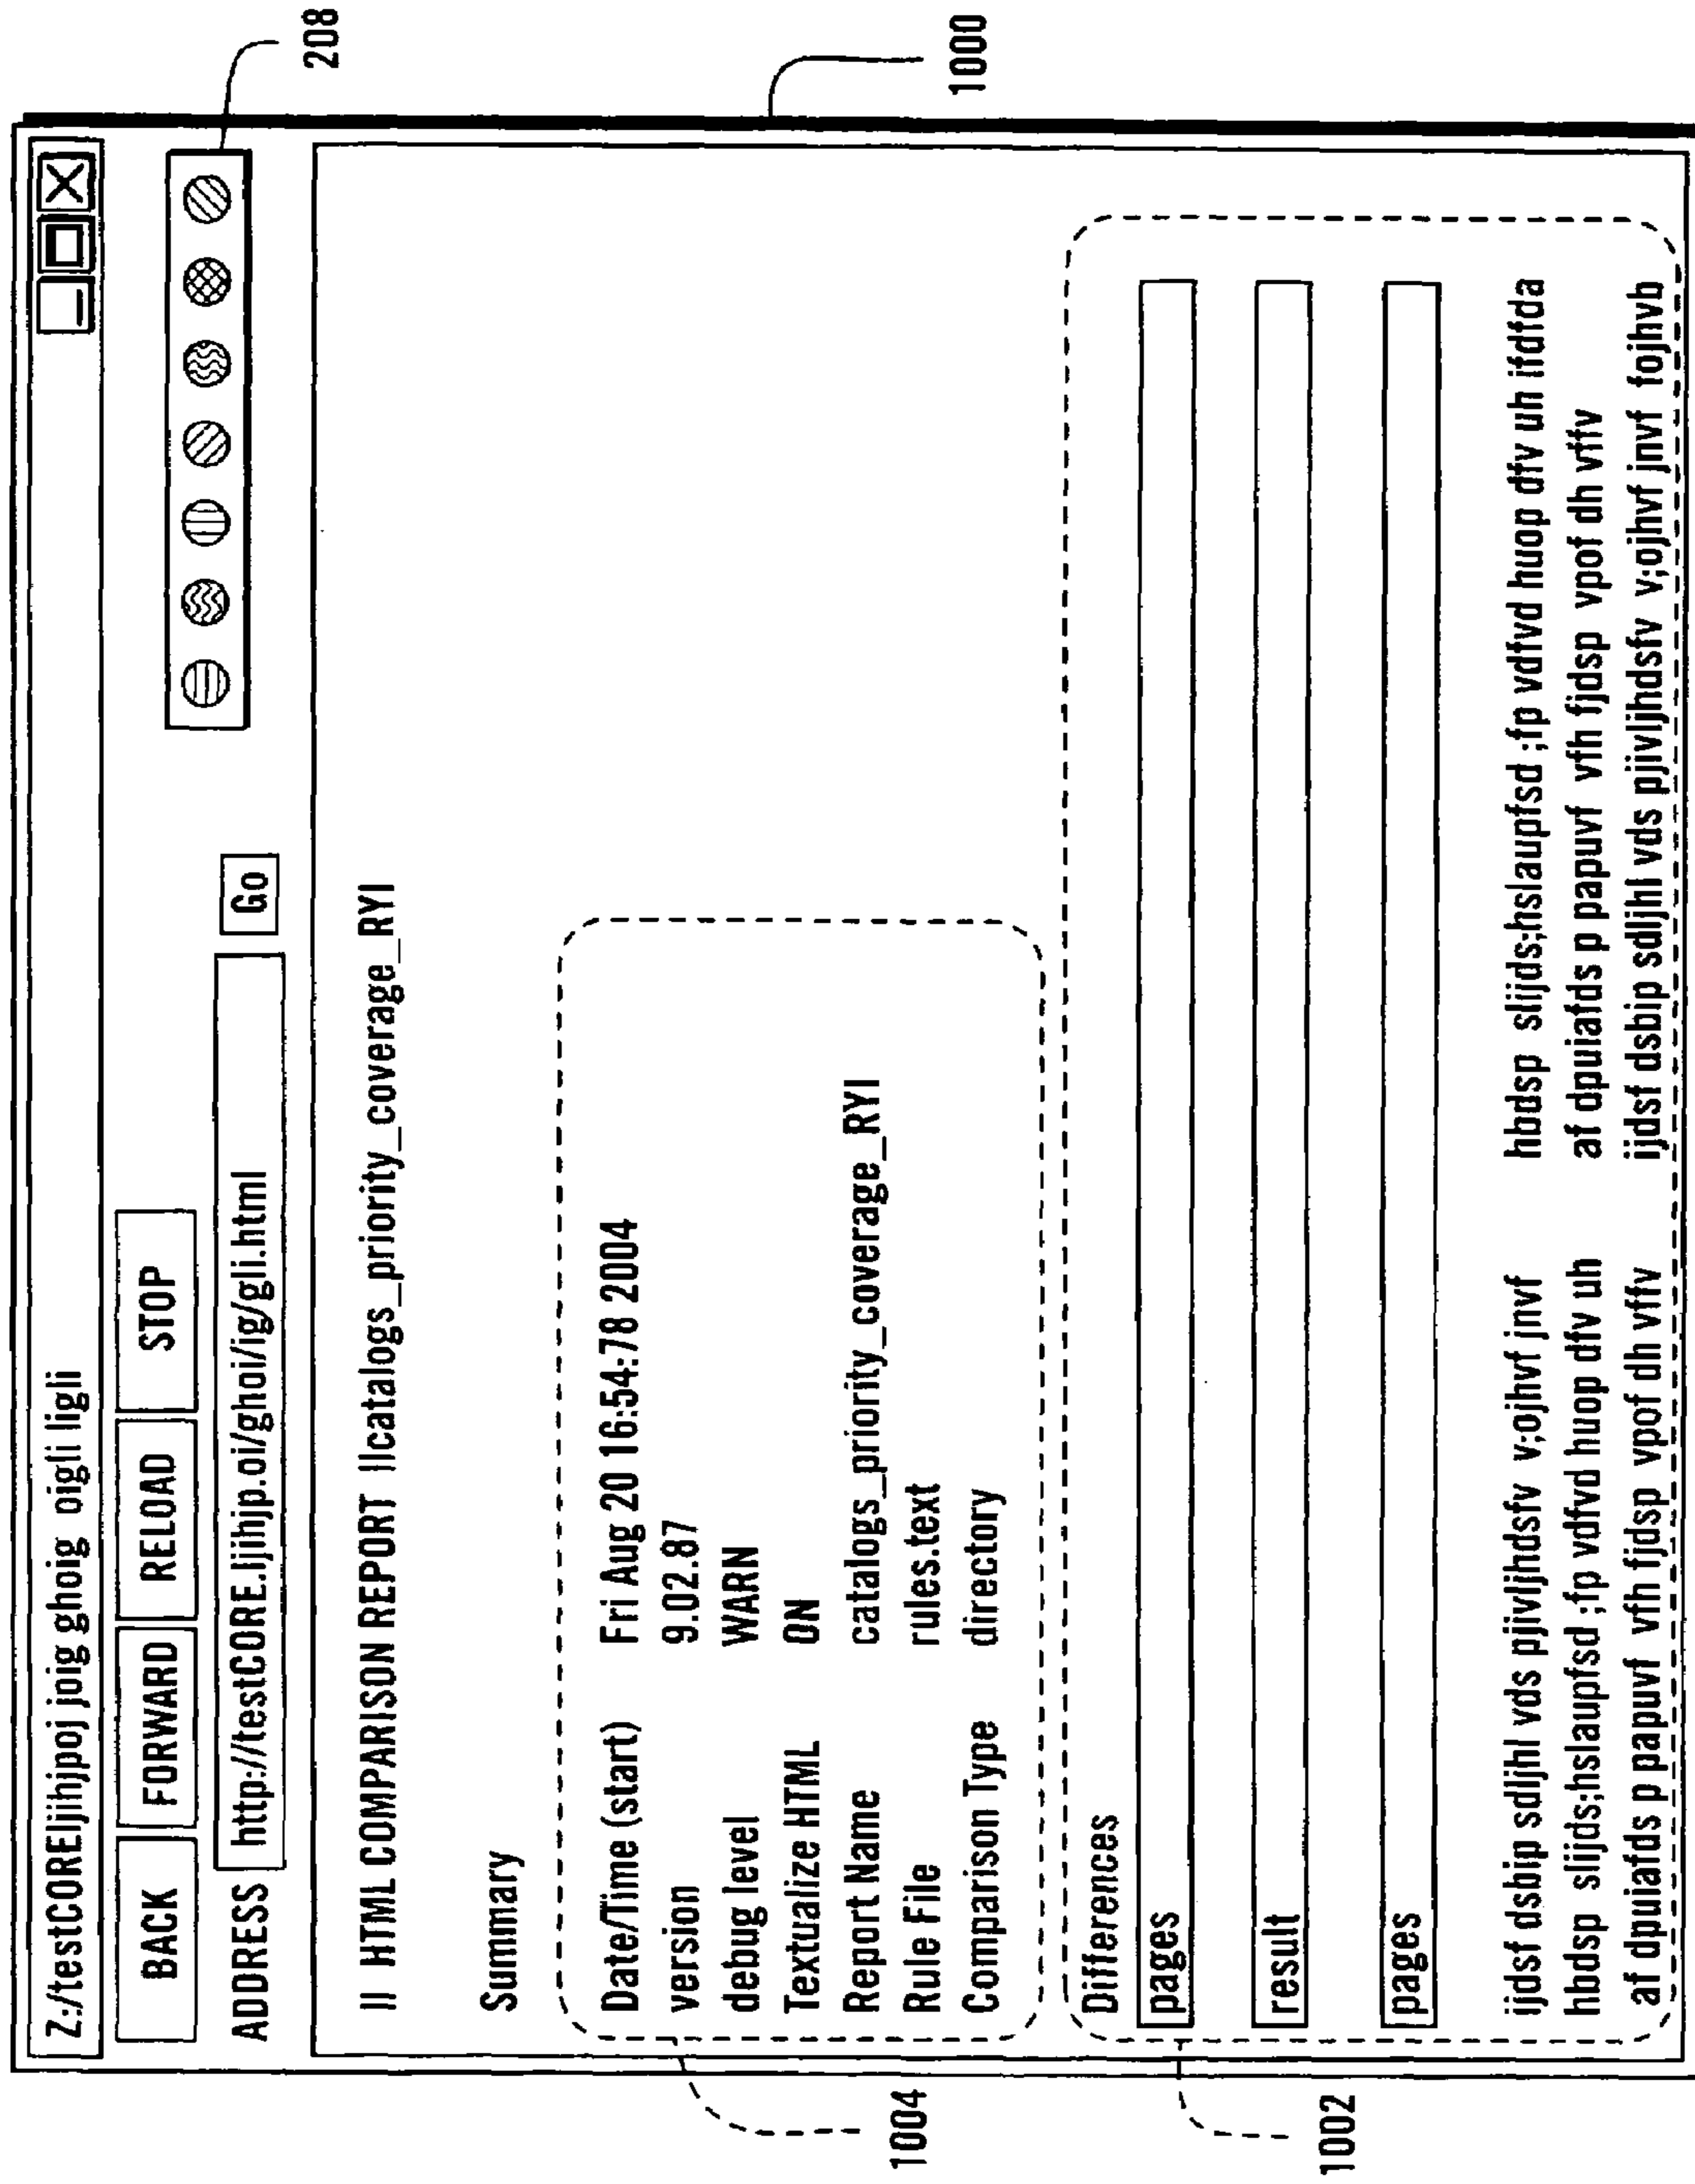 Z:/testCOREljihjpoj joig ghoig oigli ligli
BACK FORWARD RELOAD STOP
208
ADDRESS http://testCORE.ljihjp.oi/ghoi/ig/gli.html Go
|| HTML COMPARISON REPORT ||catalogs_priority_coverage_RYI
Summary
1004
Date/Time (start) Fri Aug 20 16:54:78 2004
version 9.02.87
debug level WARN
Textualize HTML ON
Report Name catalogs_priority_coverage_RYI
Rule File rules.text
Comparison Type directory
1000
1002
Differences
pages
result
pages
ijdsf dsbip sdljhl vds pjivljhdsfv v;ojhvf jnvf
hbdsp slijds;hslaupfsd ;fp vdfvd huop dfv uh
af dpuiafds p papuvf vfh fjdsp vpof dh vffv
hbdsp slijds;hslaupfsd ;fp vdfvd huop dfv uh ifdfda
af dpuiafds p papuvf vfh fjdsp vpof dh vffv
ijdsf dsbip sdljhl vds pjivljhdsfv v;ojhvf jnvf fojhvb